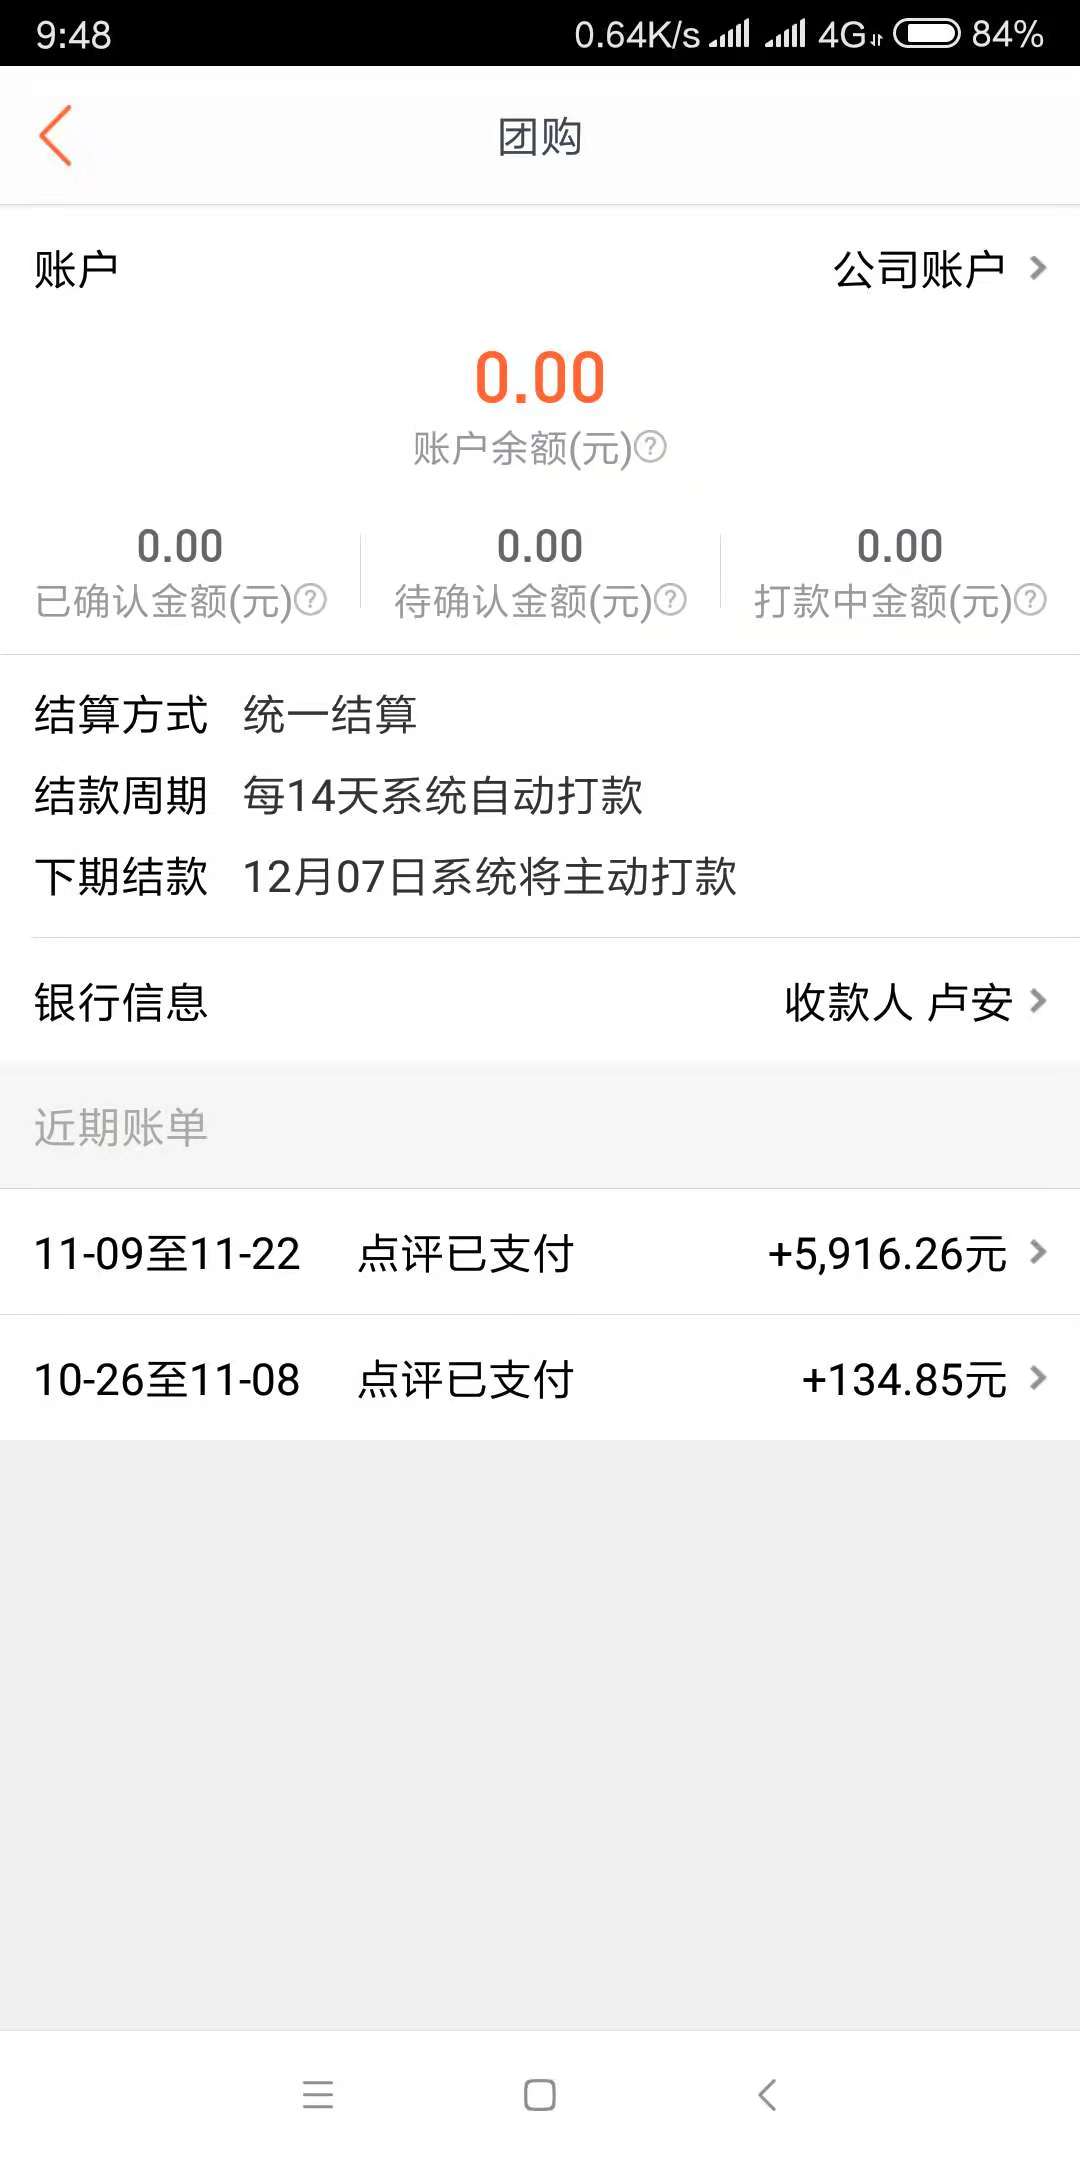 9:48 0.64K/s 4G 84%
团购
账户 公司账户
0.00
账户余额(元)?
0.00 0.00 0.00
已确认金额(元)? 待确认金额(元)? 打款中金额(元)?
结算方式 统一结算
结款周期 每14天系统自动打款
下期结款 12月07日系统将主动打款
银行信息 收款人 卢安
近期账单
11-09至11-22 点评已支付 +5,916.26元
10-26至11-08 点评已支付 +134.85元